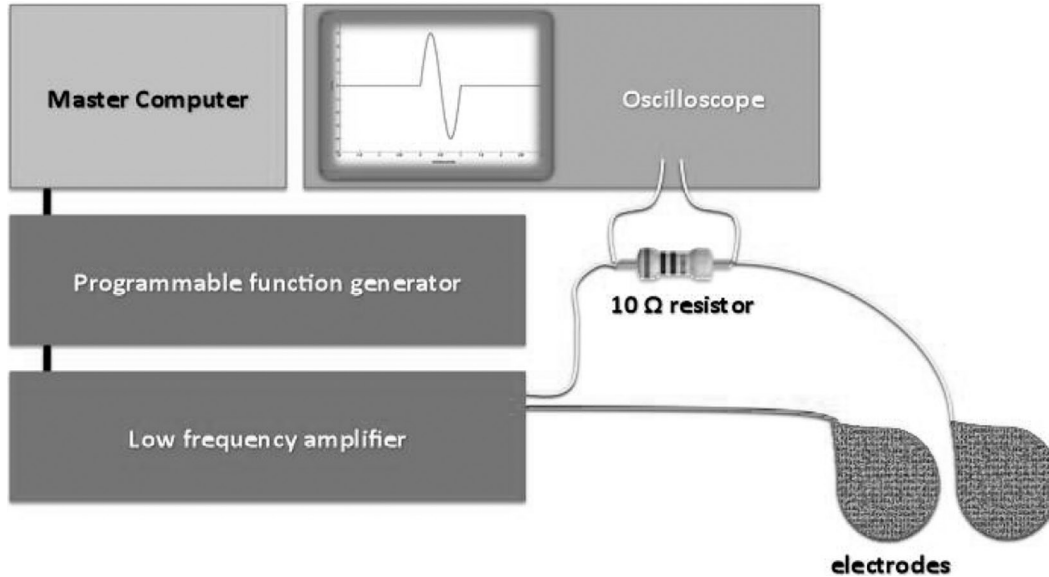 Master Computer
Oscilloscope
Programmable function generator
10 Ω resistor
Low frequency amplifier
electrodes